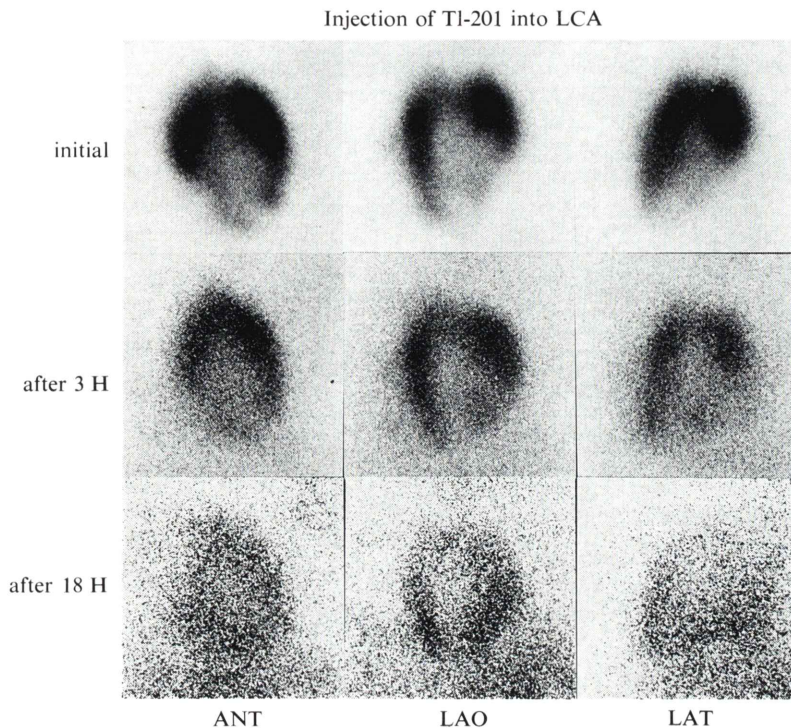 Injection of Tl-201 into LCA
initial
after 3 H
after 18 H
ANT LAO LAT